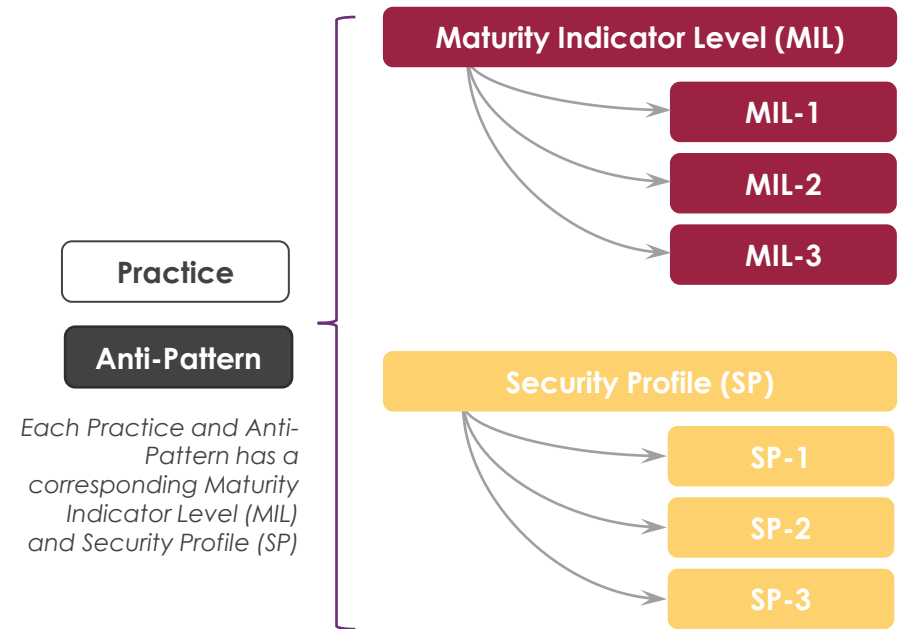 Maturity Indicator Level (MIL)
MIL-1
MIL-2
MIL-3
Practice
Anti-Pattern
Each Practice and Anti-
Pattern has a
corresponding Maturity
Indicator Level (MIL)
and Security Profile (SP)
Security Profile (SP)
SP-1
SP-2
SP-3